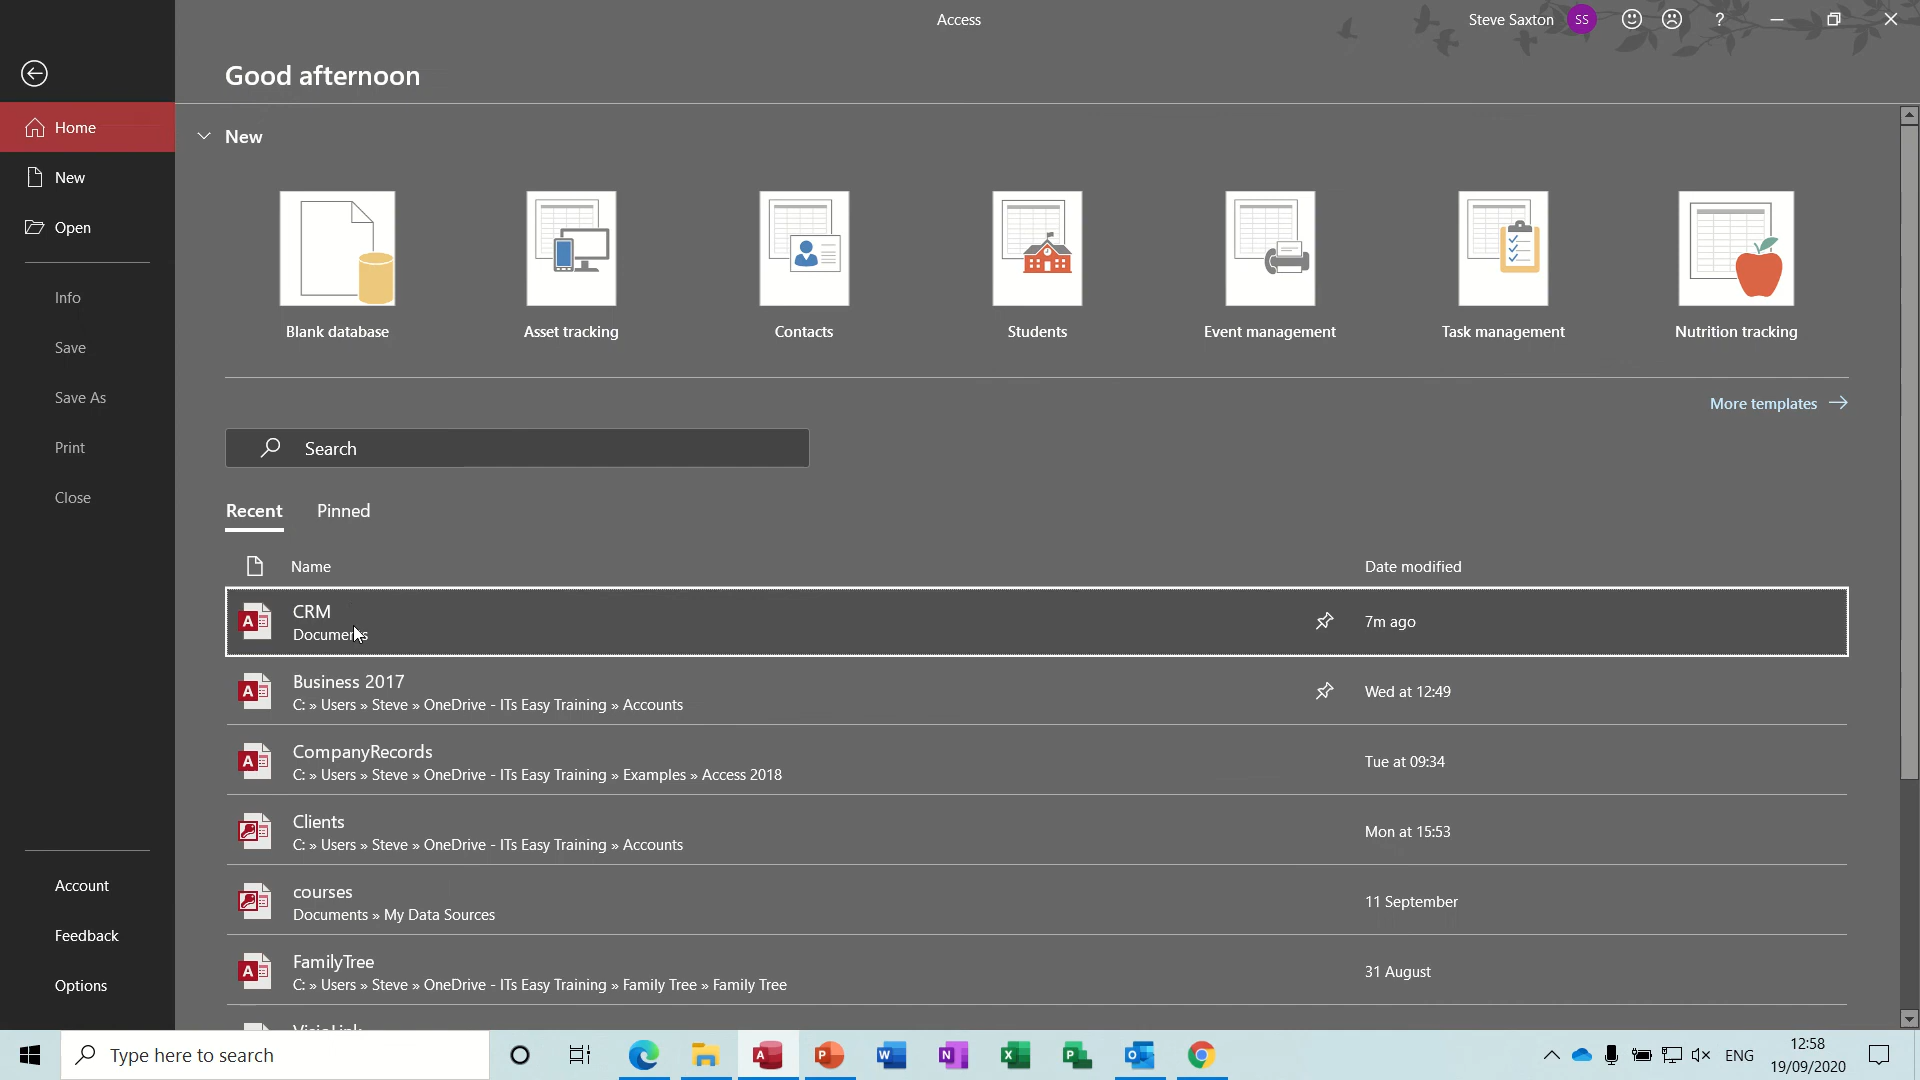 Access
Steve Saxton
SS
?
Good afternoon
Home
New
Open
Info
Save
Save As
Print
Close
Account
Feedback
Options
New
Blank database
Asset tracking
Contacts
Students
Event management
Task management
Nutrition tracking
More templates
Search
Recent
Pinned
Name
Date modified
CRM
7m ago
Documents
Business 2017
Wed at 12:49
C: » Users » Steve » OneDrive - ITs Easy Training » Accounts
CompanyRecords
Tue at 09:34
C: » Users » Steve » OneDrive - ITs Easy Training » Examples » Access 2018
Clients
Mon at 15:53
C: » Users » Steve » OneDrive - ITs Easy Training » Accounts
courses
11 September
Documents » My Data Sources
FamilyTree
31 August
C: » Users » Steve » OneDrive - ITs Easy Training » Family Tree » Family Tree
Type here to search
ENG
12:58
19/09/2020